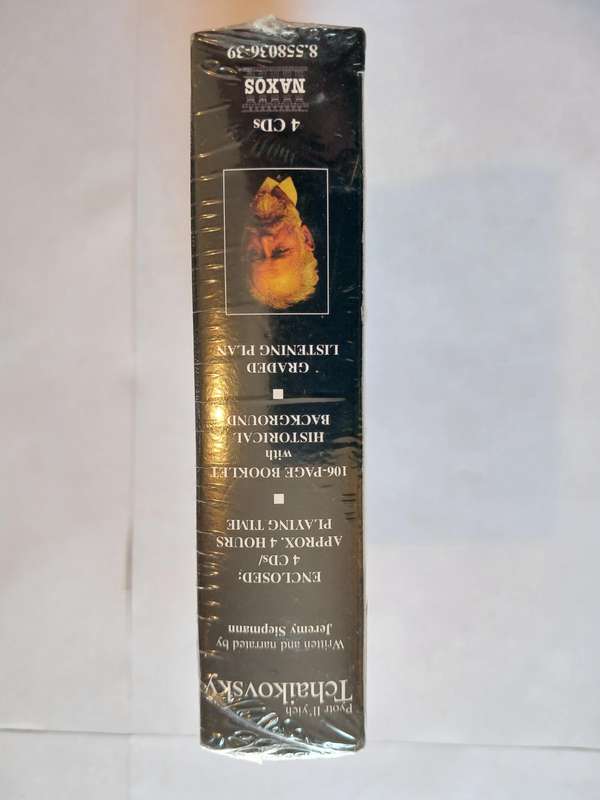 Pyotr Il'yich
Tchaikovsky
Written and narrated by
Jeremy Siepmann
ENCLOSED:
4 CDs/
APPROX. 4 HOURS
PLAYING TIME
106-PAGE BOOKLET
with
HISTORICAL
BACKGROUND
GRADED
LISTENING PLAN
4 CDs
NAXOS
8.558036-39